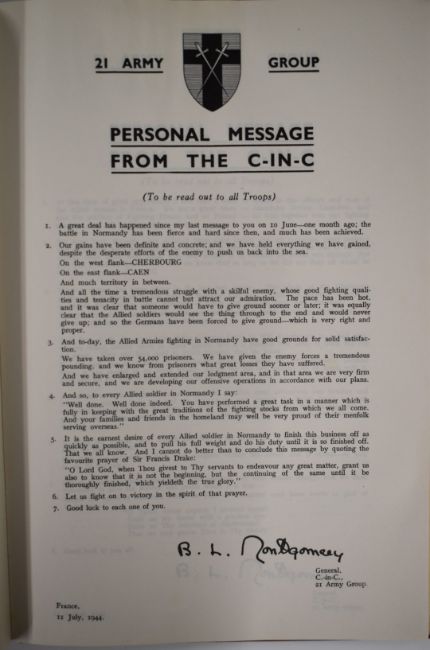 21 ARMY GROUP
PERSONAL MESSAGE
FROM THE C-IN-C
(To be read out to all Troops)
1. A great deal has happened since my last message to you on 10 June—one month ago; the
battle in Normandy has been fierce and hard since then, and much has been achieved.
2. Our gains have been definite and concrete; and we have held everything we have gained,
despite the desperate efforts of the enemy to push us back into the sea.
On the west flank—CHERBOURG
On the east flank—CAEN
And much territory in between.
And all the time a tremendous struggle with a skilful enemy, whose good fighting quali-
ties and tenacity in battle cannot but attract our admiration. The pace has been hot,
and it was clear that someone would have to give ground sooner or later; it was equally
clear that the Allied soldiers would see the thing through to the end and would never
give up; and so the Germans have been forced to give ground—which is very right and
proper.
3. And to-day, the Allied Armies fighting in Normandy have good grounds for solid satisfac-
tion.
We have taken over 54,000 prisoners. We have given the enemy forces a tremendous
pounding, and we know from prisoners what great losses they have suffered.
And we have enlarged and extended our lodgment area, and in that area we are very firm
and secure, and we are developing our offensive operations in accordance with our plans.
4. And so, to every Allied soldier in Normandy I say:
"Well done. Well done indeed. You have performed a great task in a manner which is
fully in keeping with the great traditions of the fighting stocks from which we all come.
And your families and friends in the homeland may well be very proud of their menfolk
serving overseas."
5. It is the earnest desire of every Allied soldier in Normandy to finish this business off as
quickly as possible, and to pull his full weight and do his duty until it is so finished off.
That we all know. And I cannot do better than to conclude this message by quoting the
favourite prayer of Sir Francis Drake:
"O Lord God, when Thou givest to Thy servants to endeavour any great matter, grant us
also to know that it is not the beginning, but the continuing of the same until it be
thoroughly finished, which yieldeth the true glory."
6. Let us fight on to victory in the spirit of that prayer.
7. Good luck to each one of you.
B. L. Montgomery
General,
C.-in-C.,
21 Army Group.
France,
12 July, 1944.